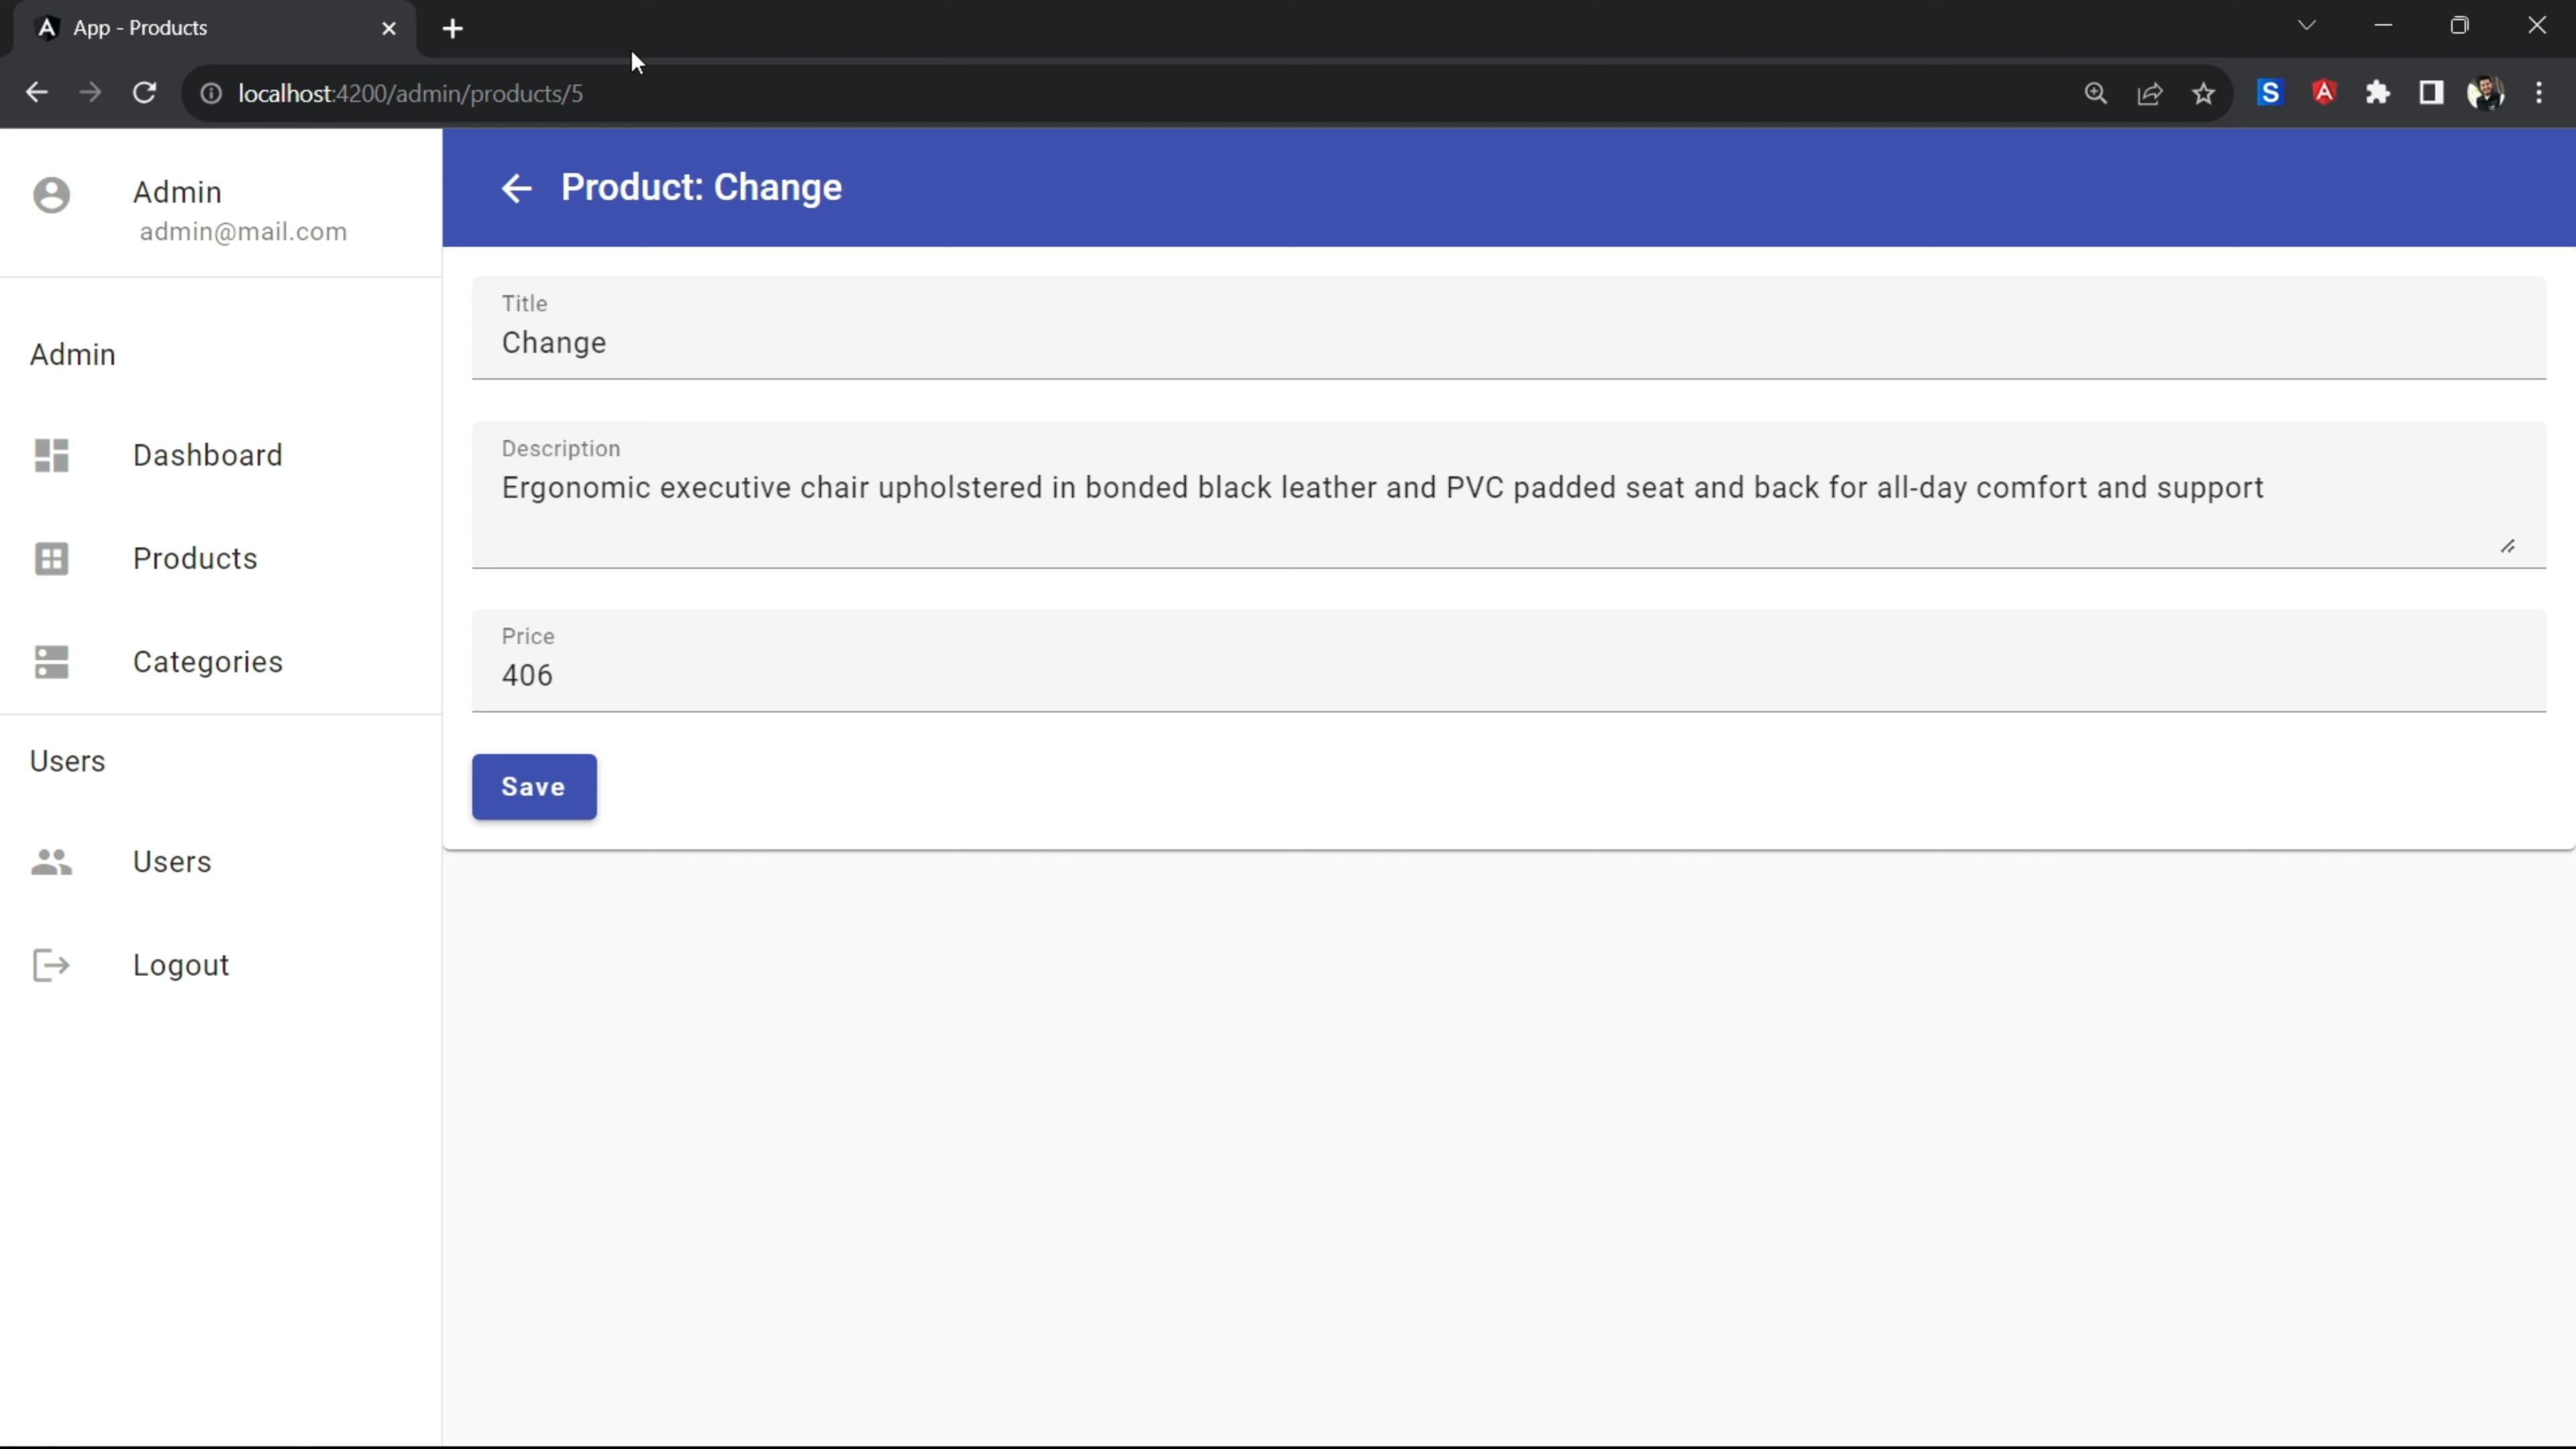 App - Products
localhost:4200/admin/products/5
Admin
admin@mail.com
Admin
Dashboard
Products
Categories
Users
Users
Logout
Product: Change
Title
Change
Description
Ergonomic executive chair upholstered in bonded black leather and PVC padded seat and back for all-day comfort and support
Price
406
Save